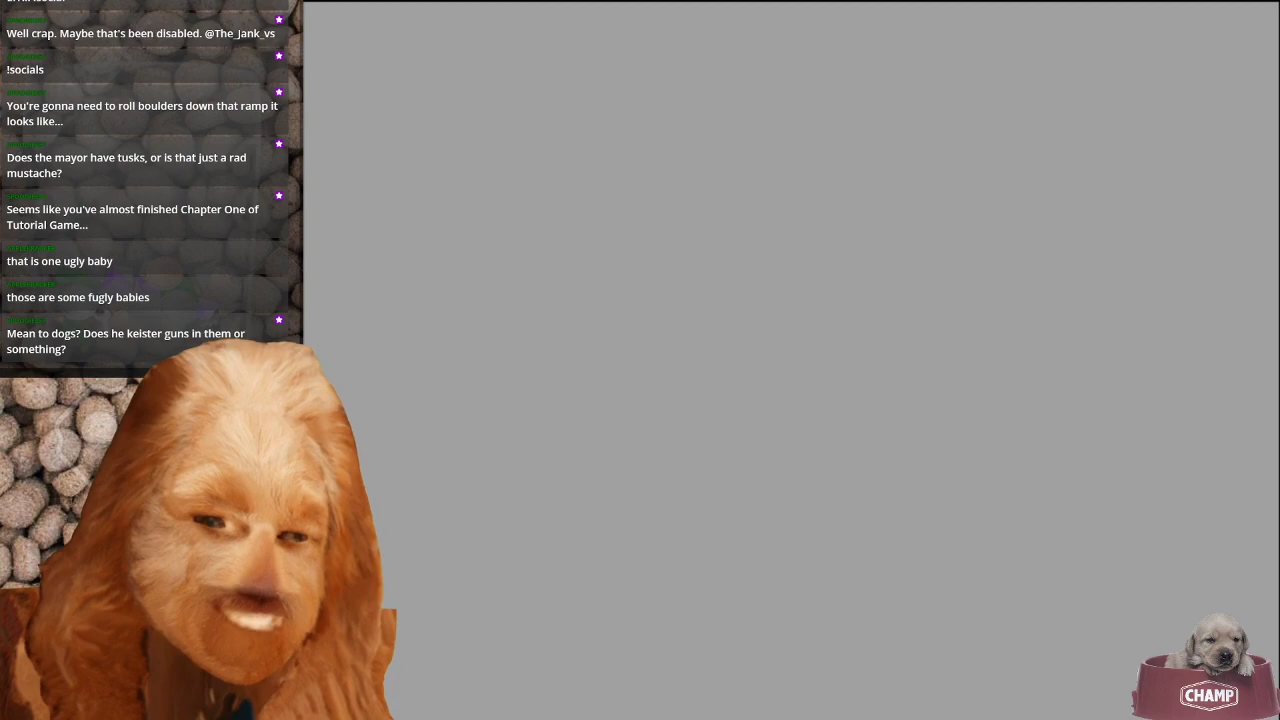 Well crap. Maybe that's been disabled. @The_Jank_vs
!socials
You're gonna need to roll boulders down that ramp it
looks like...
Does the mayor have tusks, or is that just a rad
mustache?
Seems like you've almost finished Chapter One of
Tutorial Game...
that is one ugly baby
those are some fugly babies
Mean to dogs? Does he keister guns in them or
something?
CHAMP